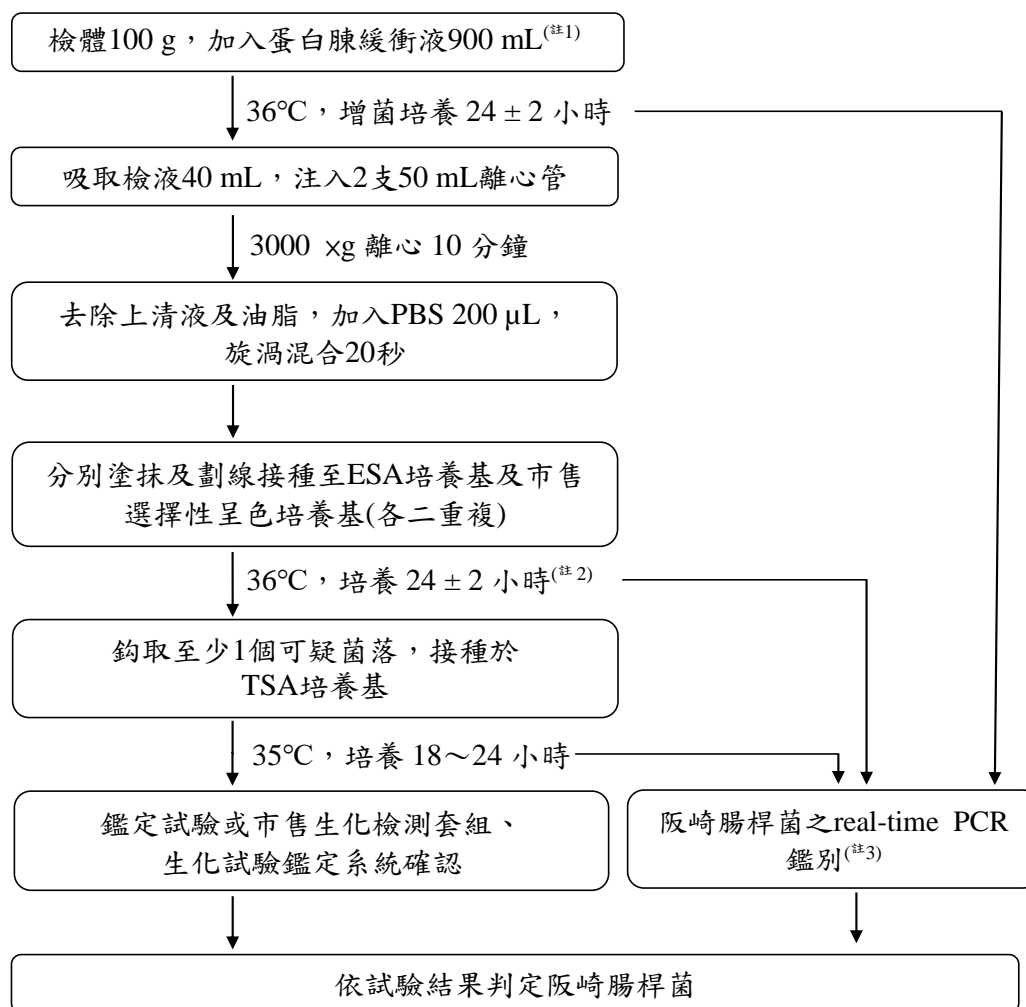 檢體100 g，加入蛋白腖緩衝液900 mL(註1)
36℃，增菌培養 24 ± 2 小時
吸取檢液40 mL，注入2支50 mL離心管
3000 ×g 離心 10 分鐘
去除上清液及油脂，加入PBS 200 µL，
旋渦混合20秒
分別塗抹及劃線接種至ESA培養基及市售
選擇性呈色培養基(各二重複)
36℃，培養 24 ± 2 小時(註 2)
鈎取至少1個可疑菌落，接種於
TSA培養基
35℃，培養 18～24 小時
鑑定試驗或市售生化檢測套組、
生化試驗鑑定系統確認
阪崎腸桿菌之real-time PCR
鑑別(註3)
依試驗結果判定阪崎腸桿菌